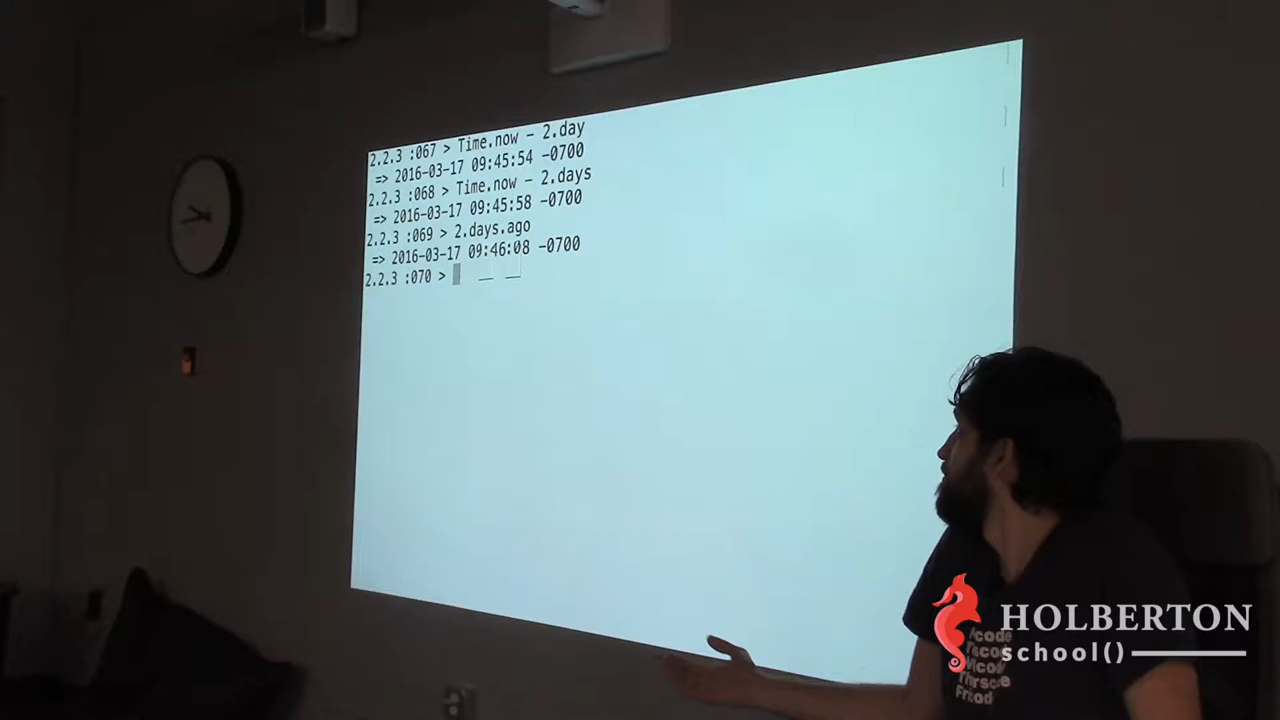 2.2.3 :067 > Time.now - 2.day
=> 2016-03-17 09:45:54 -0700
2.2.3 :068 > Time.now - 2.days
=> 2016-03-17 09:45:58 -0700
2.2.3 :069 > 2.days.ago
=> 2016-03-17 09:46:08 -0700
2.2.3 :070 >
HOLBERTON
school()